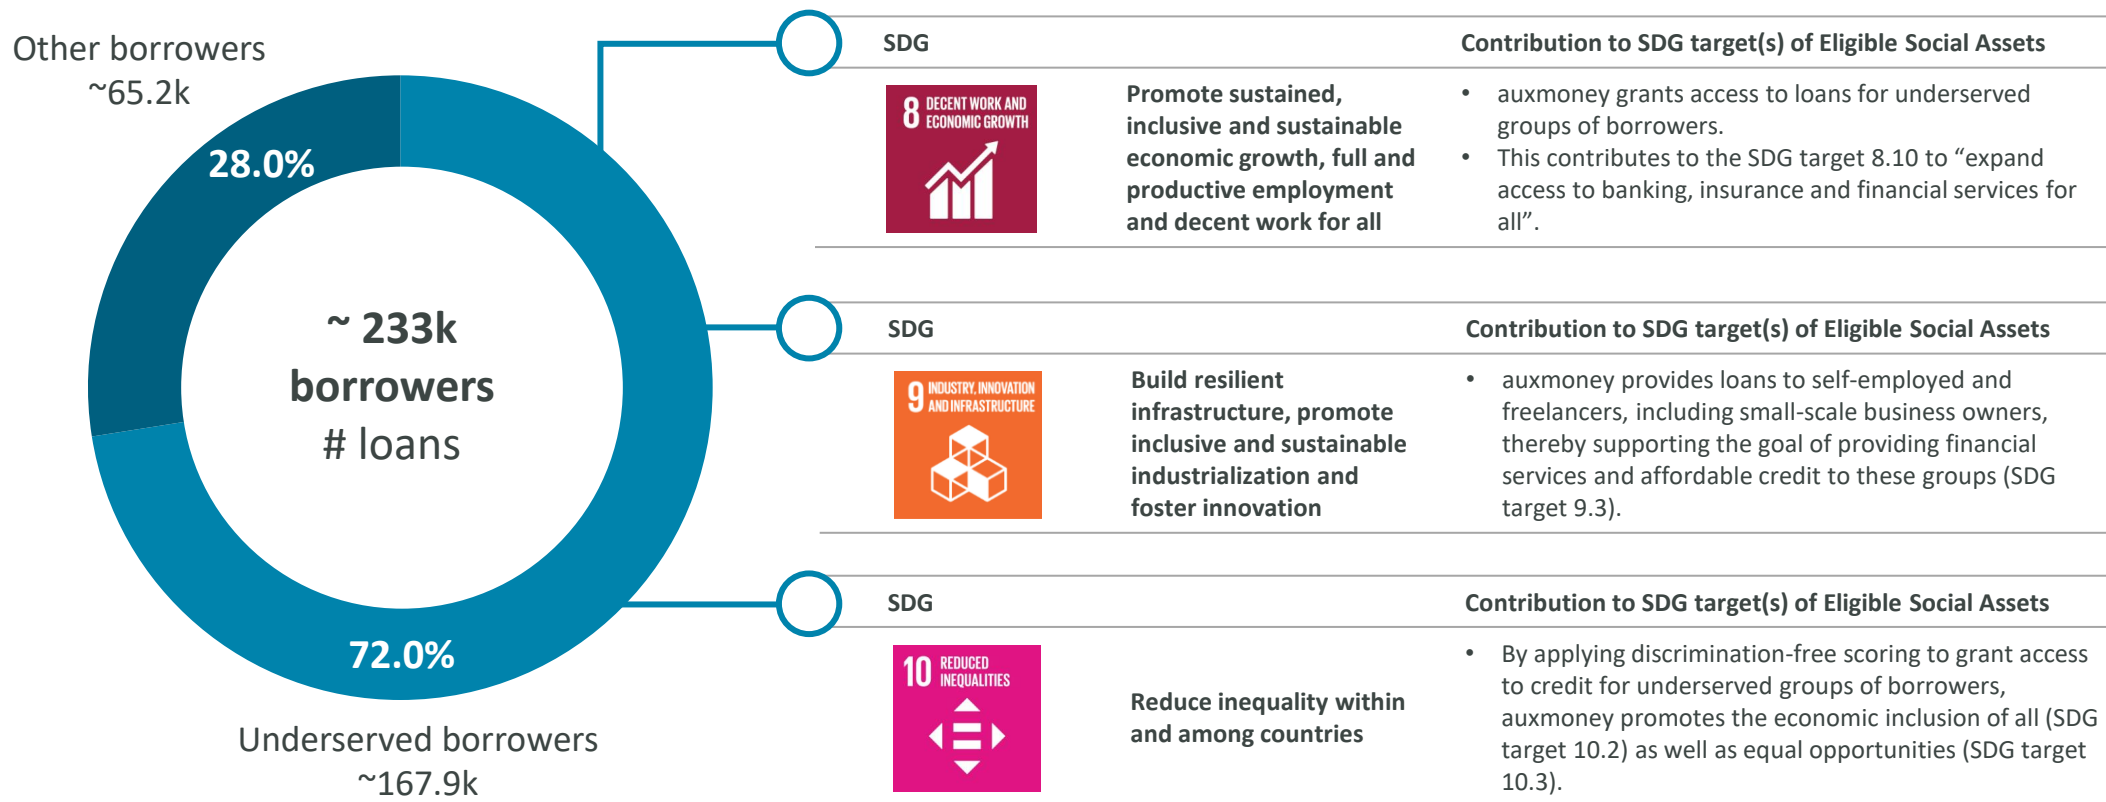 Other borrowers
~65.2k
28.0%
~ 233k
borrowers
# loans
72.0%
Underserved borrowers
~167.9k
SDG
Contribution to SDG target(s) of Eligible Social Assets
8 DECENT WORK AND
ECONOMIC GROWTH
Promote sustained,
inclusive and sustainable
economic growth, full and
productive employment
and decent work for all
• auxmoney grants access to loans for underserved
groups of borrowers.
• This contributes to the SDG target 8.10 to “expand
access to banking, insurance and financial services for
all”.
SDG
Contribution to SDG target(s) of Eligible Social Assets
9 INDUSTRY, INNOVATION
AND INFRASTRUCTURE
Build resilient
infrastructure, promote
inclusive and sustainable
industrialization and
foster innovation
• auxmoney provides loans to self-employed and
freelancers, including small-scale business owners,
thereby supporting the goal of providing financial
services and affordable credit to these groups (SDG
target 9.3).
SDG
Contribution to SDG target(s) of Eligible Social Assets
10 REDUCED
INEQUALITIES
Reduce inequality within
and among countries
• By applying discrimination-free scoring to grant access
to credit for underserved groups of borrowers,
auxmoney promotes the economic inclusion of all (SDG
target 10.2) as well as equal opportunities (SDG target
10.3).